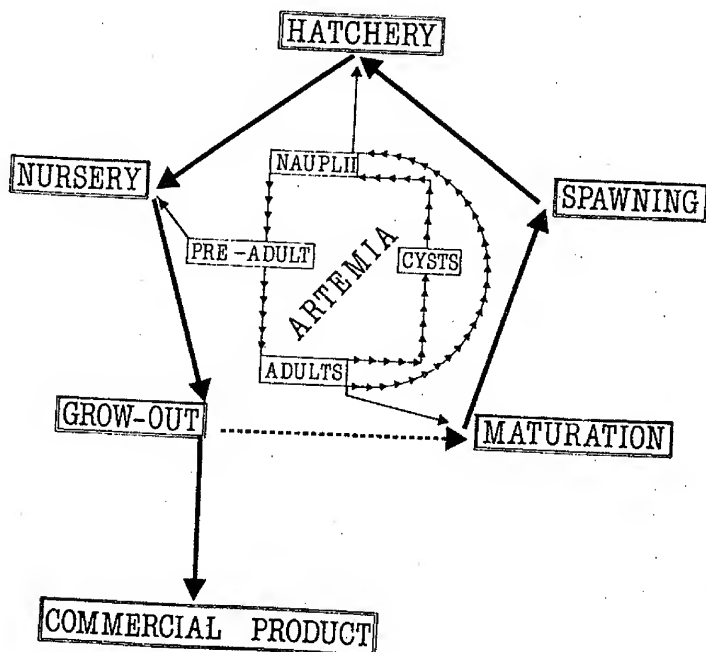 HATCHERY
NAUPLII
NURSERY
SPAWNING
PRE-ADULT
ARTEMIA
CYSTS
ADULTS
GROW-OUT
MATURATION
COMMERCIAL PRODUCT